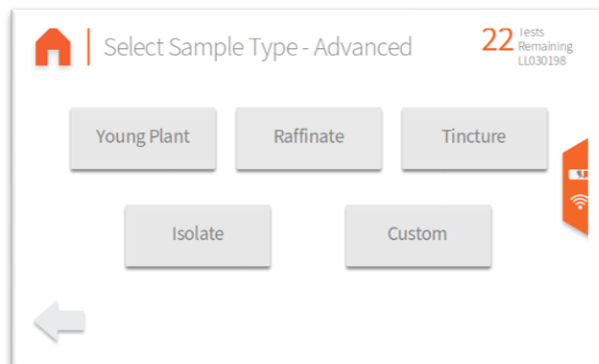 Select Sample Type - Advanced
22 Tests
Remaining
LL030198
Young Plant Raffinate Tincture
Isolate Custom